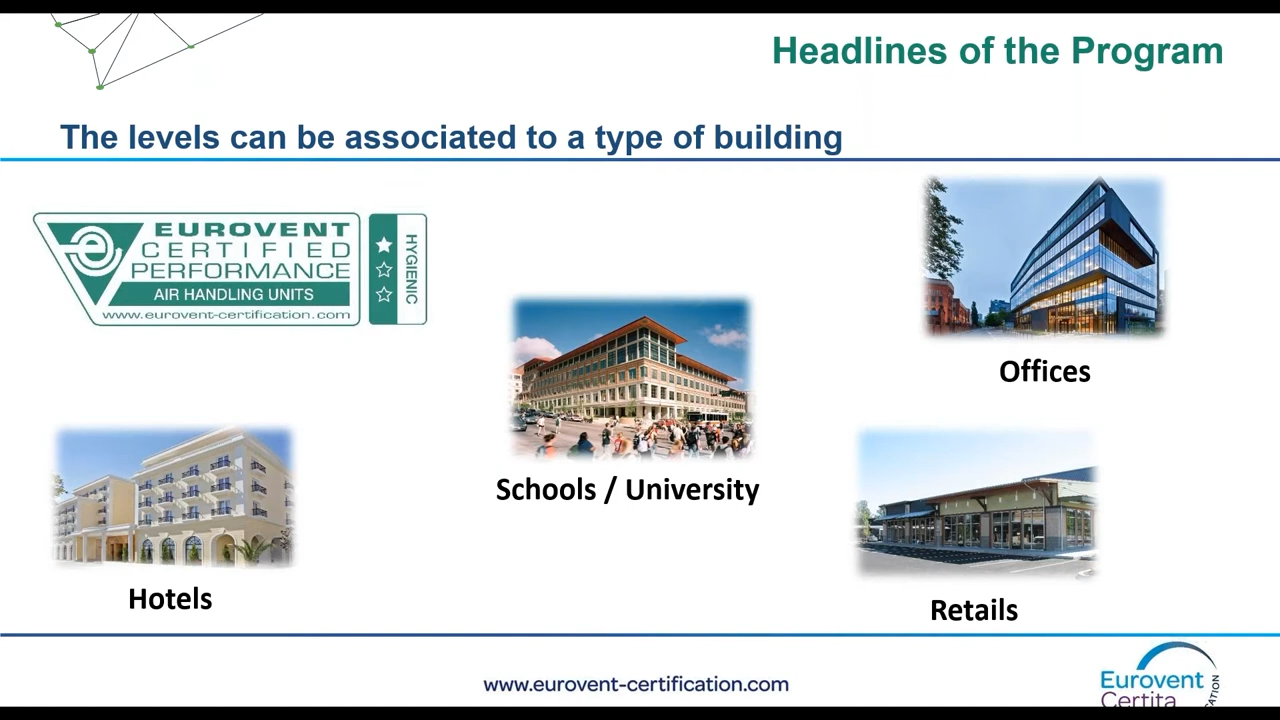 Headlines of the Program
The levels can be associated to a type of building
EUROVENT
CERTIFIED
PERFORMANCE
AIR HANDLING UNITS
www.eurovent-certification.com
HYGIENIC
Offices
Schools / University
Hotels
Retails
www.eurovent-certification.com
Eurovent
Certita